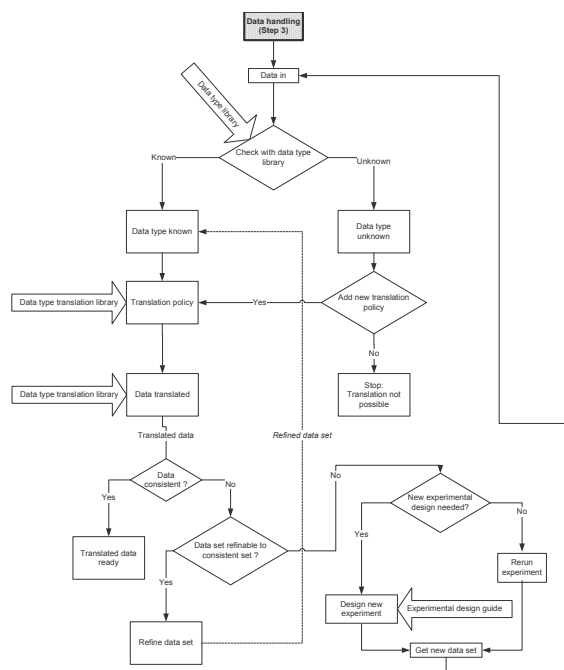 Data handling
(Step 3)
Data in
Data type library
Check with data type
library
Known
Unknown
Data type known
Data type
unknown
Data type translation library
Translation policy
Yes
Add new translation
policy
No
Data type translation library
Data translated
Stop:
Translation not
possible
Translated data
Refined data set
Data
consistent ?
Yes
No
No
New experimental
design needed?
Yes
No
Translated data
ready
Data set refinable to
consistent set ?
Rerun
experiment
Yes
Design new
experiment
Experimental design guide
Refine data set
Get new data set